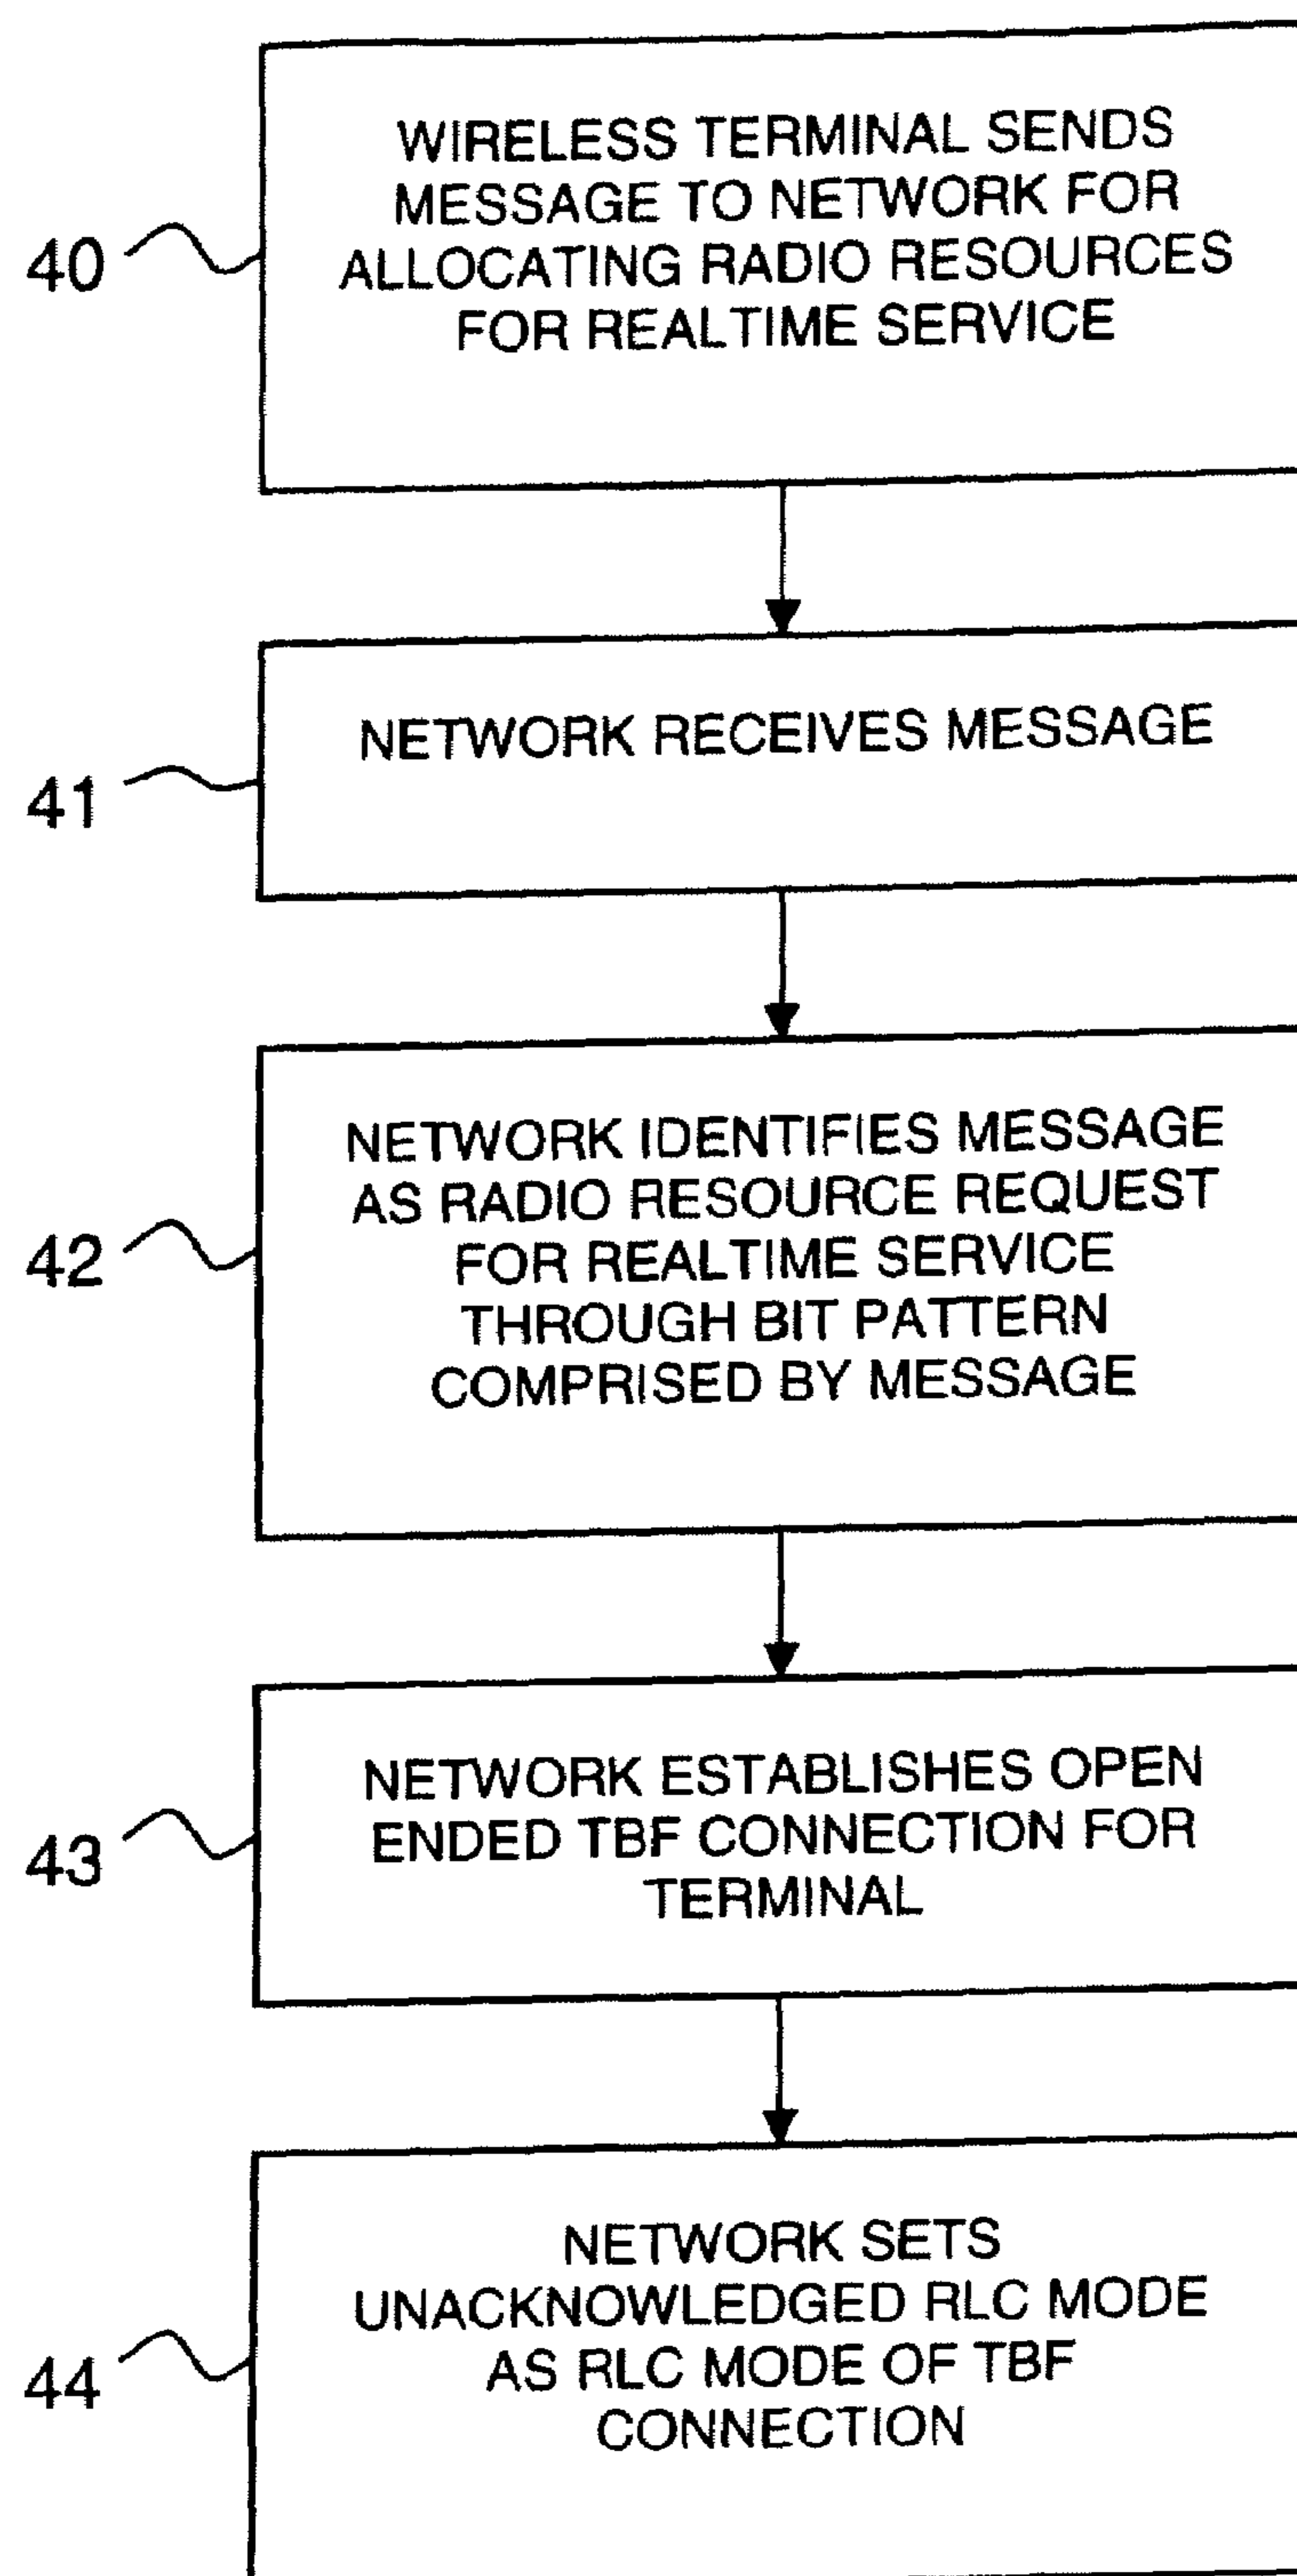 WIRELESS TERMINAL SENDS
MESSAGE TO NETWORK FOR
ALLOCATING RADIO RESOURCES
FOR REALTIME SERVICE
40
NETWORK RECEIVES MESSAGE
41
NETWORK IDENTIFIES MESSAGE
AS RADIO RESOURCE REQUEST
FOR REALTIME SERVICE
THROUGH BIT PATTERN
COMPRISED BY MESSAGE
42
NETWORK ESTABLISHES OPEN
ENDED TBF CONNECTION FOR
TERMINAL
43
NETWORK SETS
UNACKNOWLEDGED RLC MODE
AS RLC MODE OF TBF
CONNECTION
44